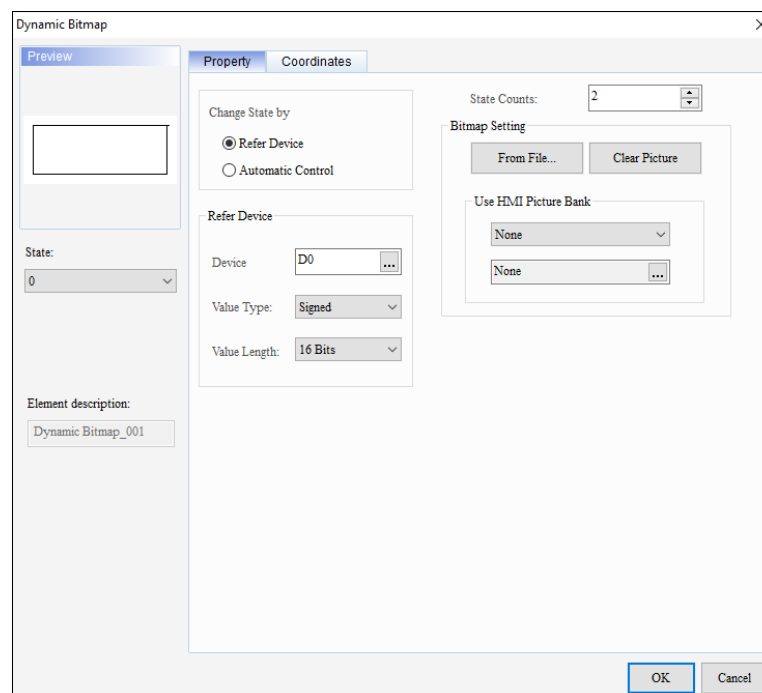 Dynamic Bitmap
Preview
State:
0
Element description:
Dynamic Bitmap_001
Property
Coordinates
Change State by
Refer Device
Automatic Control
Refer Device
Device
D0
...
Value Type:
Signed
Value Length:
16 Bits
State Counts:
2
Bitmap Setting
From File...
Clear Picture
Use HMI Picture Bank
None
None
...
OK
Cancel